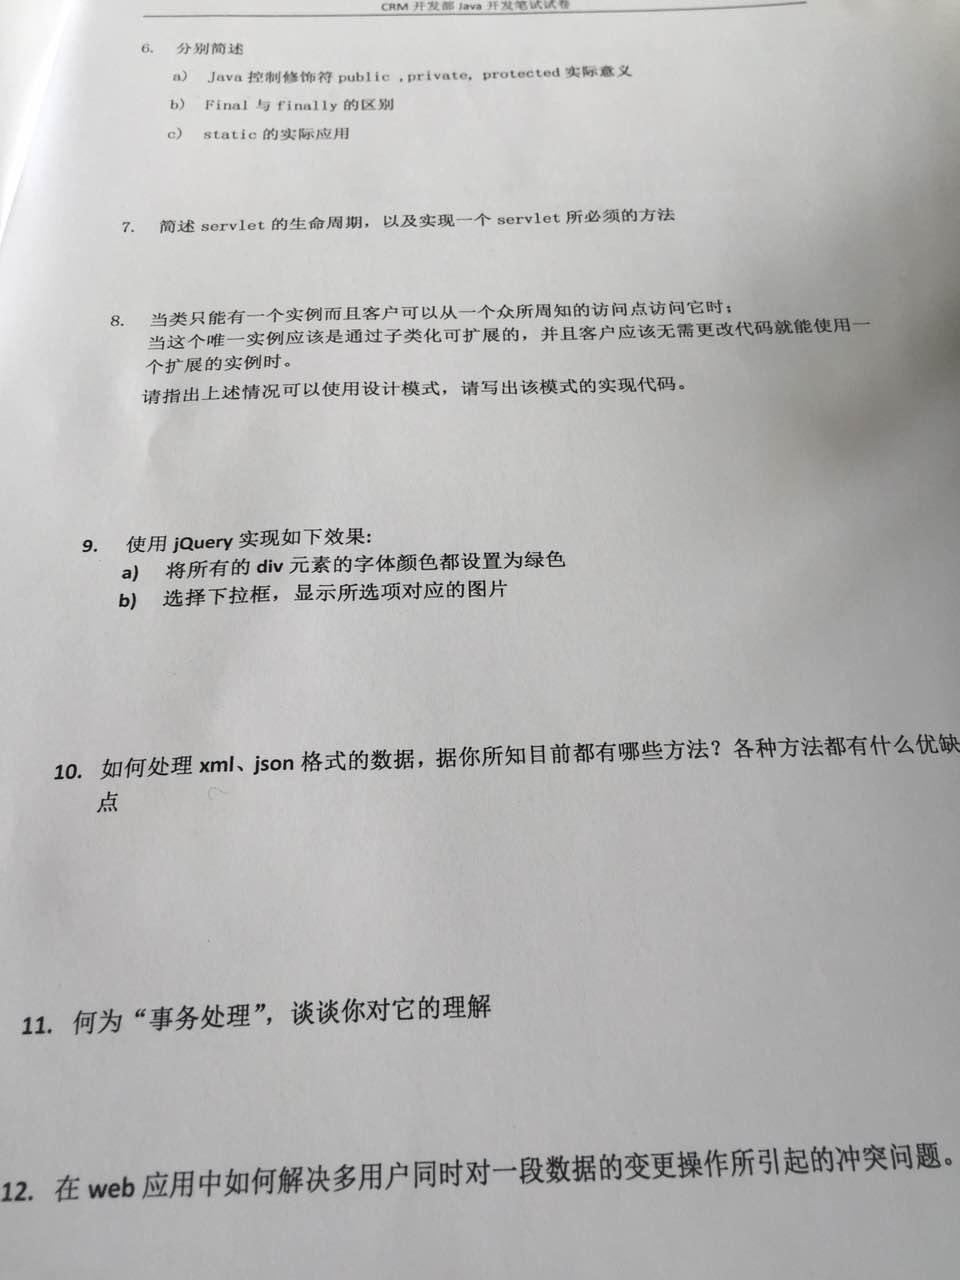 CRM 开发部 Java 开发笔试试卷
6. 分别简述
a) Java 控制修饰符 public ,private, protected 实际意义
b) Final 与 finally 的区别
c) static 的实际应用
7. 简述 servlet 的生命周期，以及实现一个 servlet 所必须的方法
8. 当类只能有一个实例而且客户可以从一个众所周知的访问点访问它时；
当这个唯一实例应该是通过子类化可扩展的，并且客户应该无需更改代码就能使用一
个扩展的实例时。
请指出上述情况可以使用设计模式，请写出该模式的实现代码。
9. 使用 jQuery 实现如下效果:
a) 将所有的 div 元素的字体颜色都设置为绿色
b) 选择下拉框，显示所选项对应的图片
10. 如何处理 xml、json 格式的数据，据你所知目前都有哪些方法？各种方法都有什么优缺
点
11. 何为“事务处理”，谈谈你对它的理解
12. 在 web 应用中如何解决多用户同时对一段数据的变更操作所引起的冲突问题。